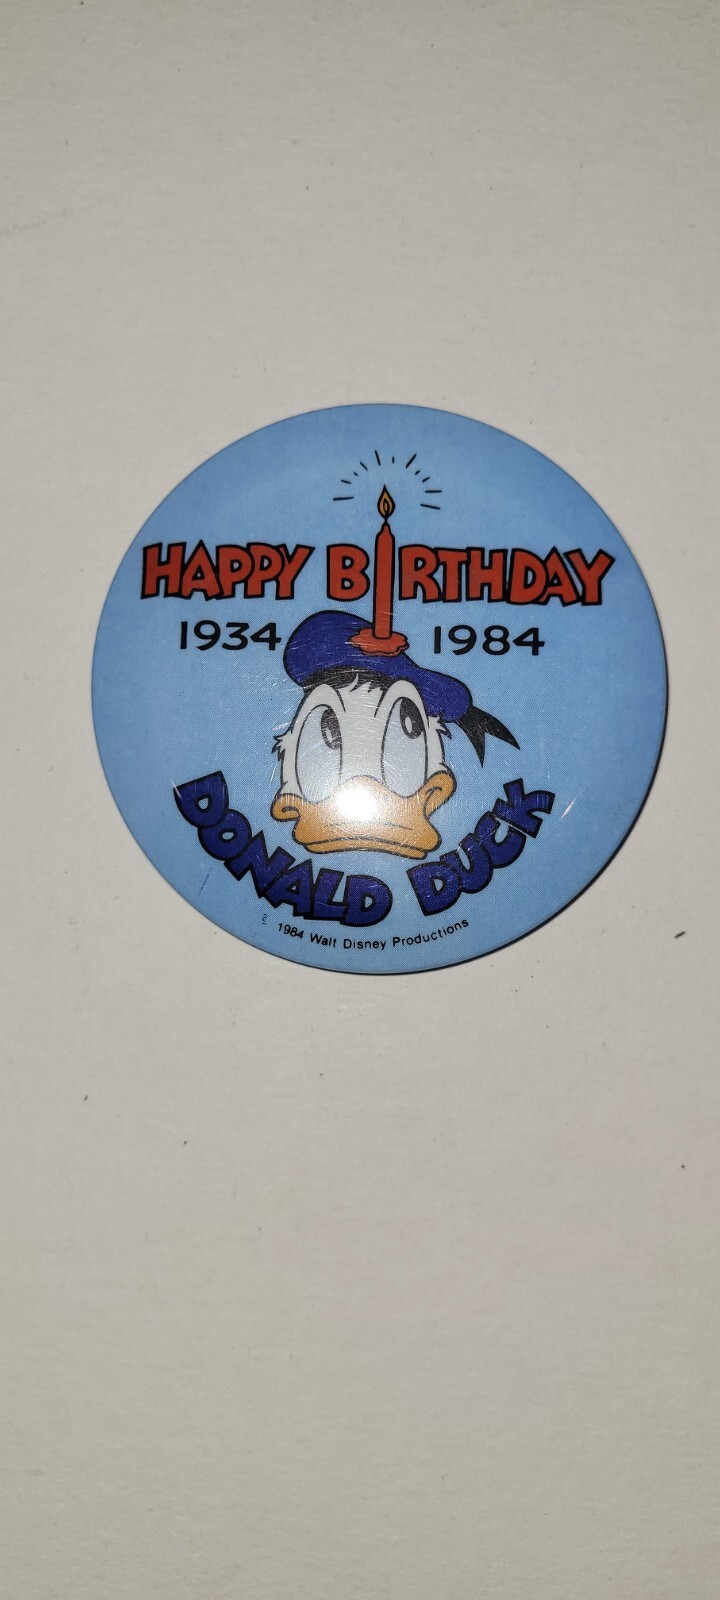 HAPPY BIRTHDAY
1934 1984
DONALD DUCK
1984 Walt Disney Productions